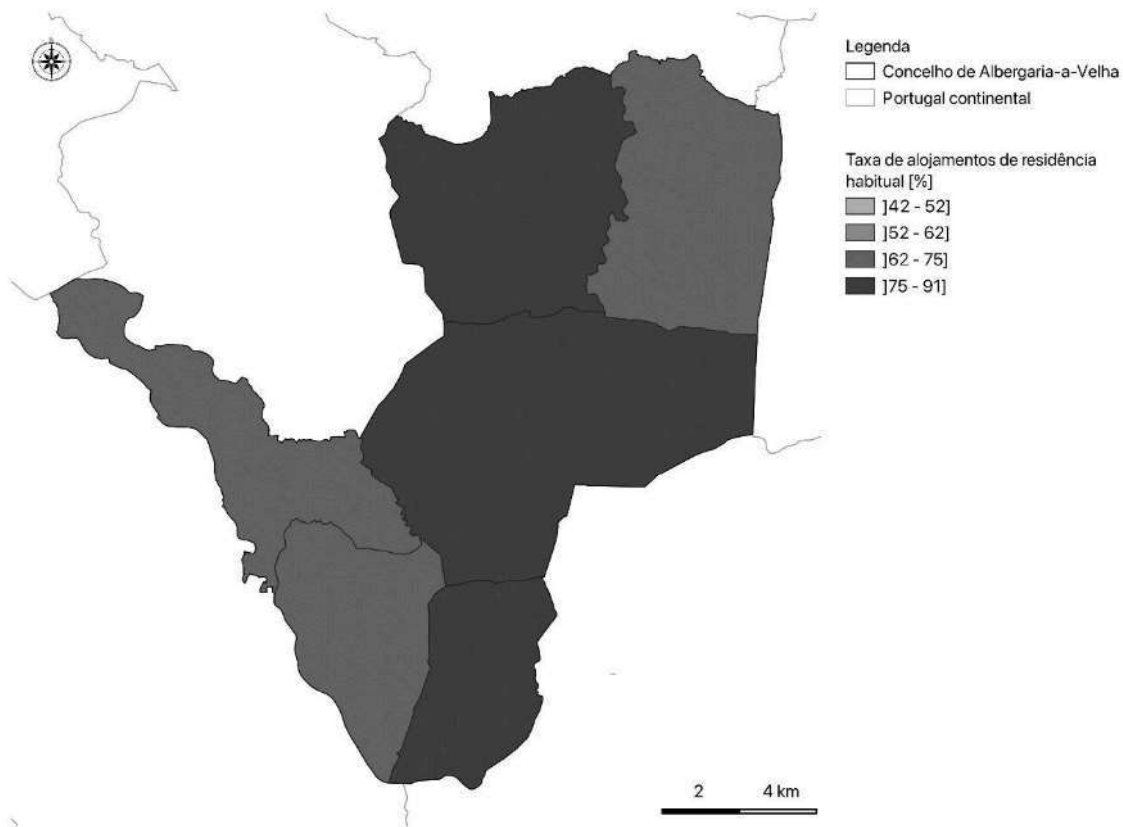 Legenda
Concelho de Albergaria-a-Velha
Portugal continental
Taxa de alojamentos de residência
habitual [%]
]42 - 52]
]52 - 62]
]62 - 75]
]75 - 91]
2 4 km